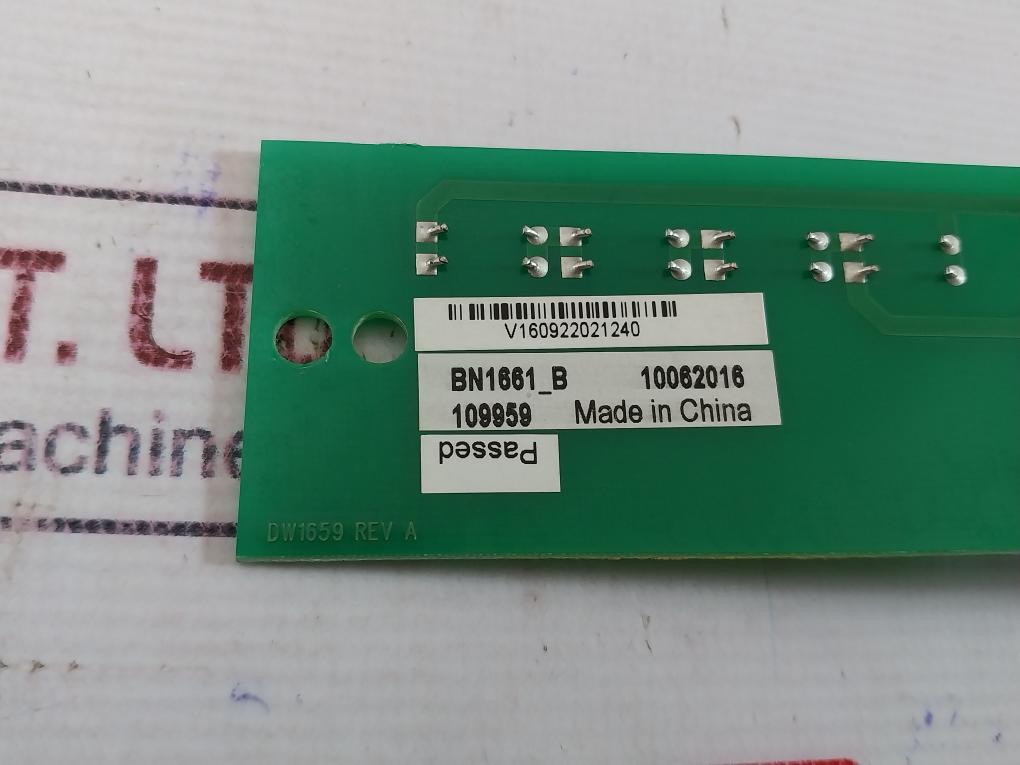 V160922021240
BN1661_B 10062016
109959 Made in China
Passed
DW1659 REV A
T. LT
achine